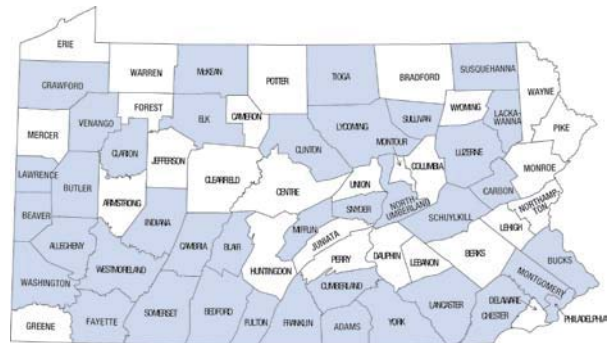 ERIE
WARREN
McKEAN
POTTER
TIOGA
BRADFORD
SUSQUEHANNA
WAYNE
CRAWFORD
FOREST
ELK
CAMERON
WYOMING
LACKA-
WANNA
PIKE
MERCER
VENANGO
CLARION
JEFFERSON
CLINTON
LYCOMING
SULLIVAN
LUZERNE
MONROE
LAWRENCE
BUTLER
ARMSTRONG
CLEARFIELD
CENTRE
UNION
MONTOUR
COLUMBIA
CARBON
NORTHAMP
TON
BEAVER
INDIANA
SNYDER
NORTH-
UMBERLAND
SCHUYLKILL
LEHIGH
ALLEGHENY
CAMBRIA
BLAIR
MIFFLIN
JUNIATA
PERRY
DAUPHIN
LEBANON
BERKS
BUCKS
WASHINGTON
WESTMORELAND
HUNTINGDON
CUMBERLAND
MONTGOMERY
GREENE
FAYETTE
SOMERSET
BEDFORD
FULTON
FRANKLIN
ADAMS
YORK
LANCASTER
CHESTER
DELAWARE
PHILADELPHIA